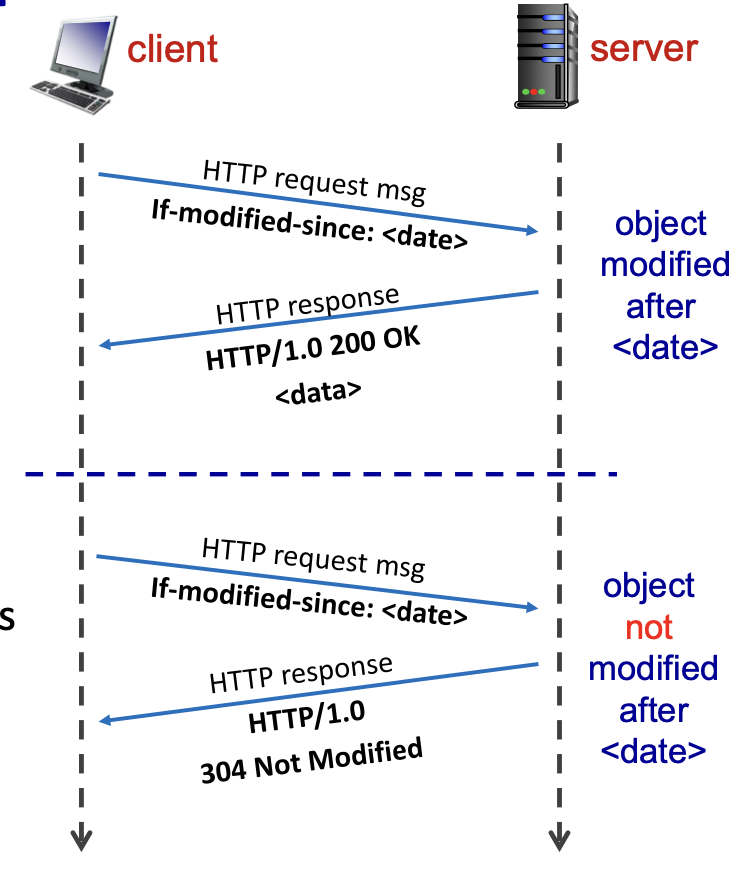 client
server
HTTP request msg
If-modified-since: <date>
object
modified
after
<date>
HTTP response
HTTP/1.0 200 OK
<data>
HTTP request msg
If-modified-since: <date>
s
object
not
modified
after
<date>
HTTP response
HTTP/1.0
304 Not Modified